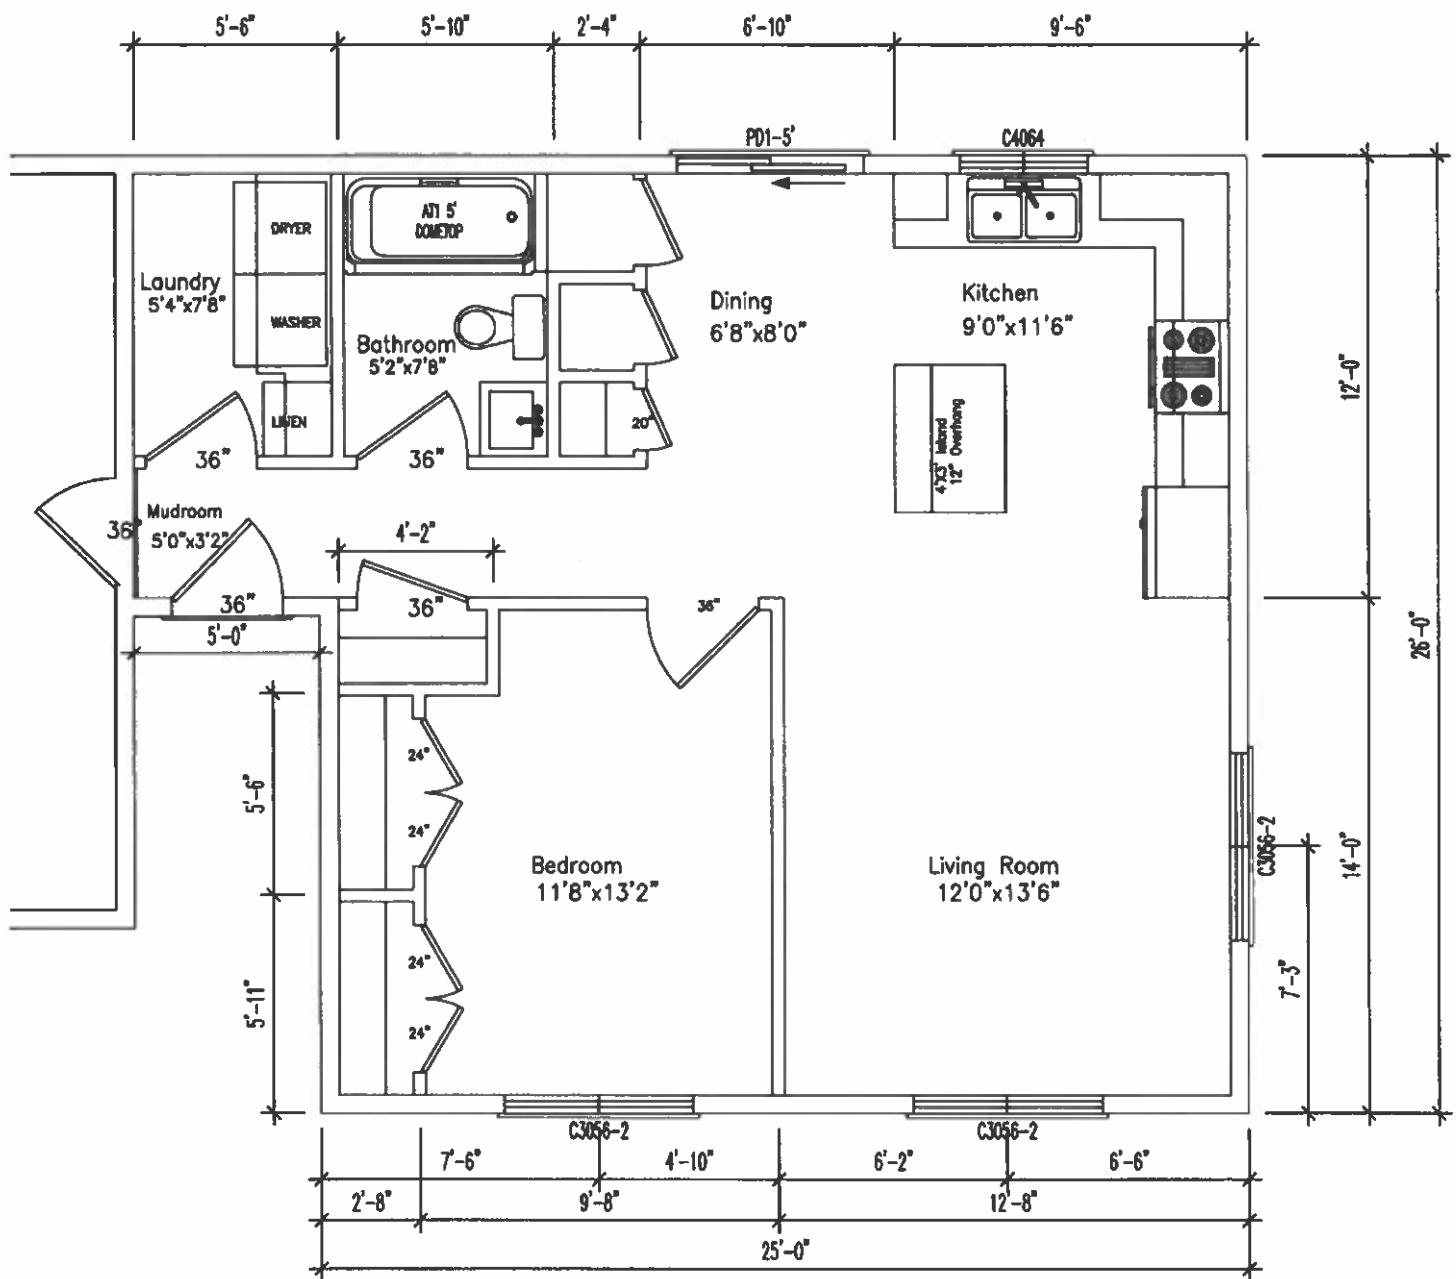 5'-6"
5'-10"
2'-4"
6'-10"
9'-6"
PD1-5'
C4064
DRYER
AT1 5'
DOMETOP
Laundry
5'4"x7'8"
WASHER
Bathroom
5'2"x7'8"
Dining
6'8"x8'0"
Kitchen
9'0"x11'6"
LINEN
20"
4'X3' Island
12" Overhang
12'-0"
36"
36"
Mudroom
5'0"x3'2"
36"
4'-2"
36"
36"
36"
5'-0"
26'-0"
24"
24"
5'-6"
Bedroom
11'8"x13'2"
Living Room
12'0"x13'6"
C3056-2
14'-0"
7'-3"
24"
24"
5'-11"
C3056-2
C3056-2
7'-6"
4'-10"
6'-2"
6'-6"
2'-8"
9'-8"
12'-8"
25'-0"